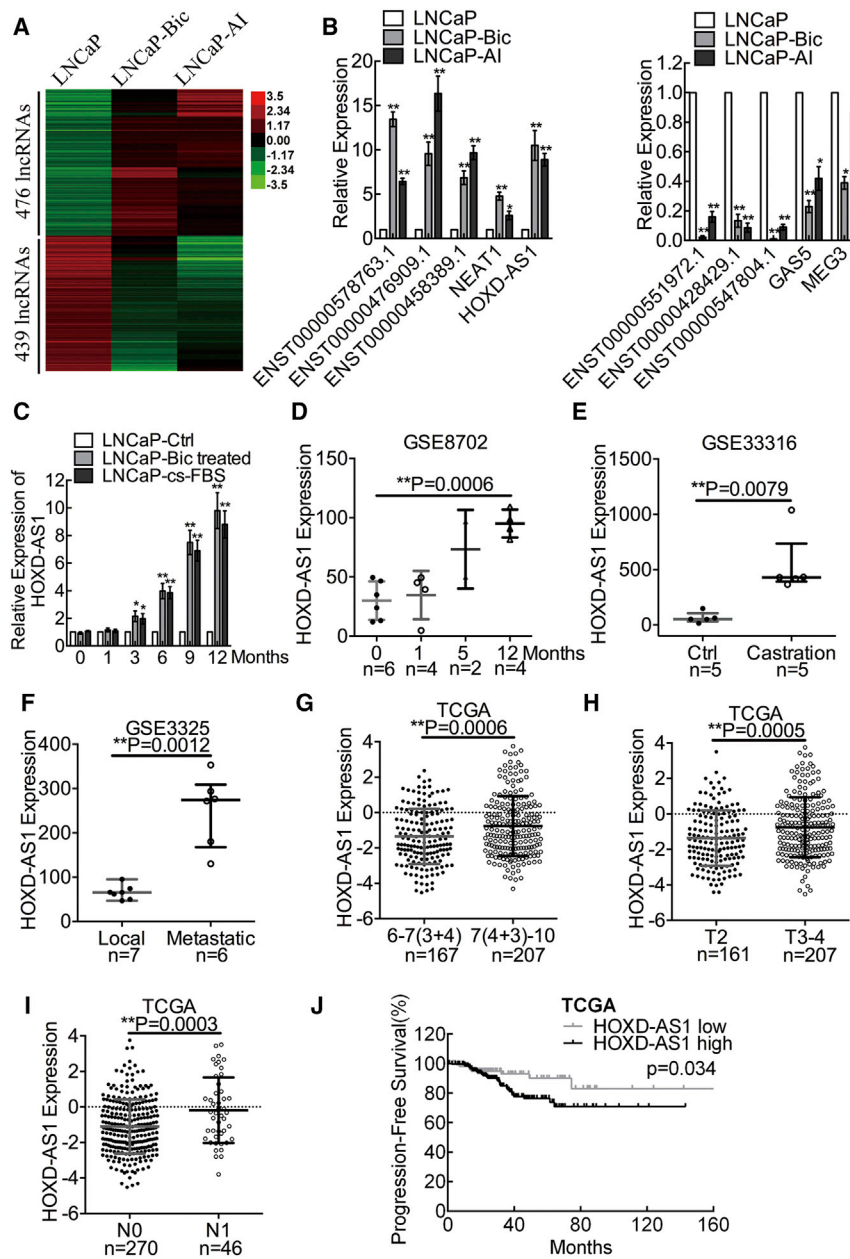 A
LNCaP
LNCaP-Bic
LNCaP-AI
476 lncRNAs
439 lncRNAs
3.5
2.34
1.17
0.00
-1.17
-2.34
-3.5
B
LNCaP
LNCaP-Bic
LNCaP-AI
Relative Expression
20
15
10
5
0
** ** ** ** ** ** ** * ** **
ENST00000578763.1
ENST00000476909.1
ENST00000458389.1
NEAT1
HOXD-AS1
LNCaP
LNCaP-Bic
LNCaP-AI
Relative Expression
1.2
1.0
0.8
0.6
0.4
0.2
0.0
** ** ** ** ** ** ** * **
ENST00000551972.1
ENST00000428429.1
ENST00000547804.1
GAS5
MEG3
C
LNCaP-Ctrl
LNCaP-Bic treated
LNCaP-cs-FBS
Relative Expression of
HOXD-AS1
12
10
8
6
4
2
0
* * ** ** ** ** ** **
0 1 3 6 9 12 Months
D
GSE8702
**P=0.0006
HOXD-AS1 Expression
150
100
50
0
0 1 5 12 Months
n=6 n=4 n=2 n=4
E
GSE33316
**P=0.0079
HOXD-AS1 Expression
1500
1000
500
0
Ctrl Castration
n=5 n=5
F
GSE3325
**P=0.0012
HOXD-AS1 Expression
400
300
200
100
0
Local Metastatic
n=7 n=6
G
TCGA
**P=0.0006
HOXD-AS1 Expression
4
2
0
-2
-4
-6
6-7(3+4) 7(4+3)-10
n=167 n=207
H
TCGA
**P=0.0005
HOXD-AS1 Expression
4
2
0
-2
-4
-6
T2 T3-4
n=161 n=207
I
TCGA
**P=0.0003
HOXD-AS1 Expression
4
2
0
-2
-4
-6
N0 N1
n=270 n=46
J
TCGA
HOXD-AS1 low
HOXD-AS1 high
p=0.034
Progression-Free Survival(%)
120
100
80
60
40
20
0
0 40 80 120 160
Months